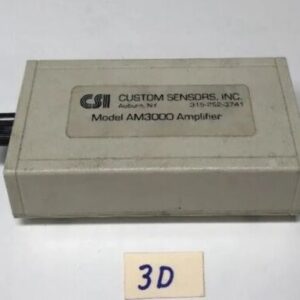 CSI CUSTOM SENSORS, INC.
Auburn, NY 315-252-3741
Model AM3000 Amplifier
3D